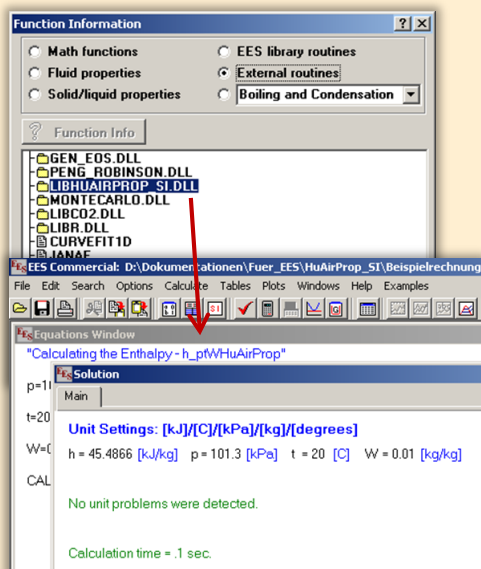 Function Information
Math functions
EES library routines
Fluid properties
External routines
Solid/liquid properties
Boiling and Condensation
? Function Info
GEN_EOS.DLL
PENG_ROBINSON.DLL
LIBHUAIRPROP_SI.DLL
MONTECARLO.DLL
LIBCO2.DLL
LIBR.DLL
CURVEFIT1D
JANAF
EES Commercial: D:\Dokumentationen\Fuer_EES\HuAirProp_SI\Beispielrechnung
File Edit Search Options Calculate Tables Plots Windows Help Examples
Equations Window
"Calculating the Enthalpy - h_ptWHuAirProp"
Solution
p=1
Main
t=20
Unit Settings: [kJ]/[C]/[kPa]/[kg]/[degrees]
W=0
h = 45.4866 [kJ/kg] p = 101.3 [kPa] t = 20 [C] W = 0.01 [kg/kg]
CAL
No unit problems were detected.
Calculation time = .1 sec.